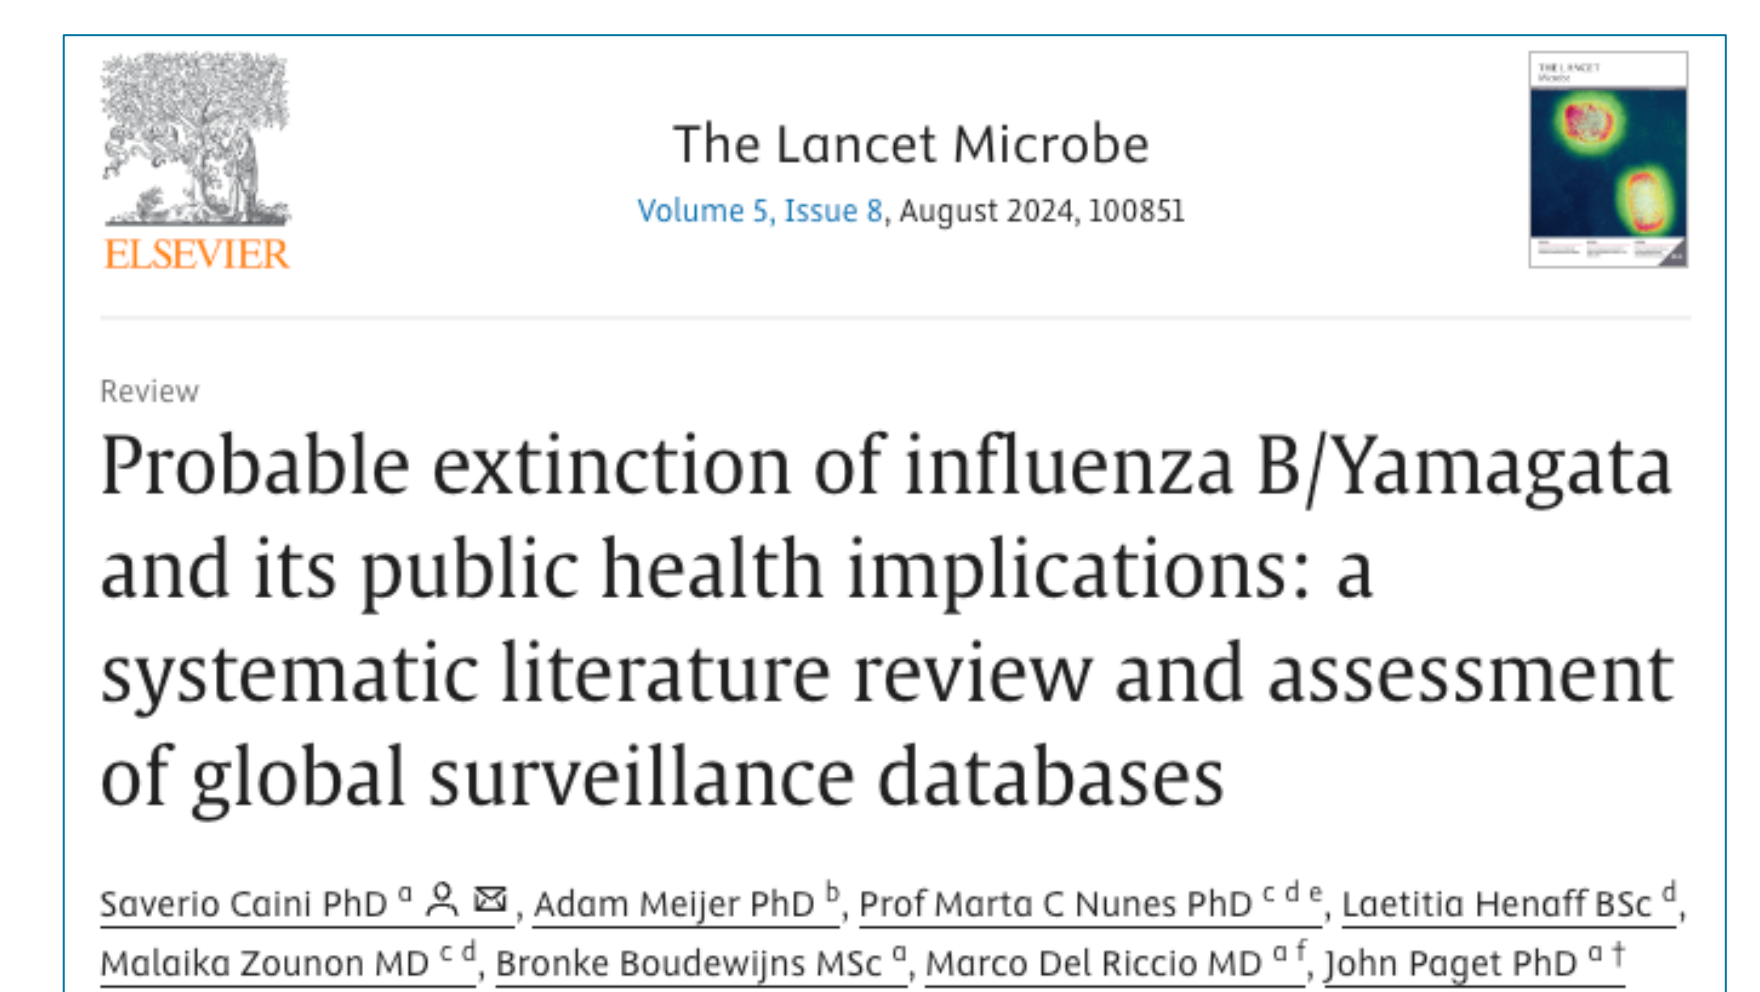 The Lancet Microbe
Volume 5, Issue 8, August 2024, 100851
ELSEVIER
THE LANCET
Microbe
Review
Probable extinction of influenza B/Yamagata
and its public health implications: a
systematic literature review and assessment
of global surveillance databases
Saverio Caini PhD a, Adam Meijer PhD b, Prof Marta C Nunes PhD c d e, Laetitia Henaff BSc d,
Malaika Zounon MD c d, Bronke Boudewijns MSc a, Marco Del Riccio MD a f, John Paget PhD a †